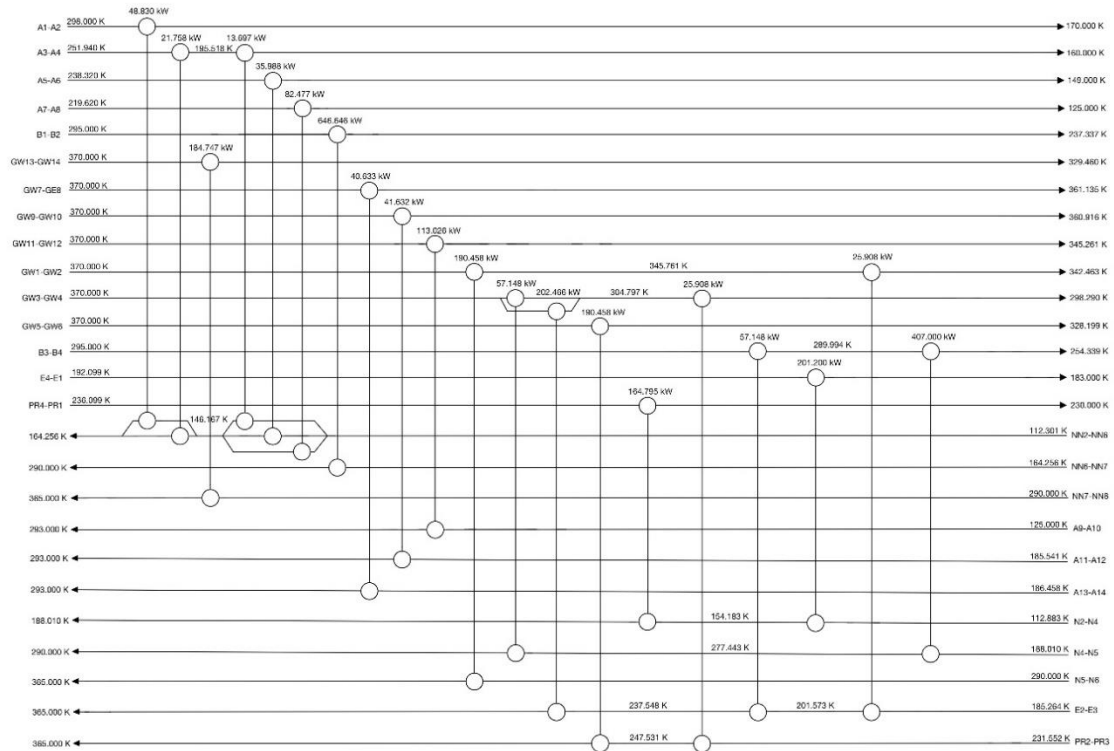 48.830 kW
A1-A2 298.000 K 170.000 K
21.758 kW 195.518 K 13.697 kW
A3-A4 251.940 K 160.000 K
35.988 kW
A5-A6 238.320 K 149.000 K
82.477 kW
A7-A8 219.620 K 125.000 K
646.646 kW
B1-B2 295.000 K 237.337 K
184.747 kW
GW13-GW14 370.000 K 329.460 K
40.633 kW
GW7-GE8 370.000 K 361.135 K
41.632 kW
GW9-GW10 370.000 K 360.916 K
113.026 kW
GW11-GW12 370.000 K 345.261 K
190.458 kW 345.761 K 25.908 kW
GW1-GW2 370.000 K 342.463 K
57.148 kW 202.466 kW 304.797 K 25.908 kW
GW3-GW4 370.000 K 298.290 K
190.458 kW
GW5-GW6 370.000 K 328.199 K
57.148 kW 289.994 K 407.000 kW
B3-B4 295.000 K 254.339 K
201.200 kW
E4-E1 192.099 K 183.000 K
164.795 kW
PR4-PR1 236.099 K 230.000 K
146.167 K
164.256 K 112.301 K NN2-NN6
290.000 K 164.256 K NN6-NN7
365.000 K 290.000 K NN7-NN8
293.000 K 125.000 K A9-A10
293.000 K 185.541 K A11-A12
293.000 K 186.458 K A13-A14
188.010 K 154.183 K 112.883 K N2-N4
290.000 K 277.443 K 188.010 K N4-N5
365.000 K 290.000 K N5-N6
365.000 K 237.548 K 201.573 K 185.264 K E2-E3
365.000 K 247.531 K 231.552 K PR2-PR3